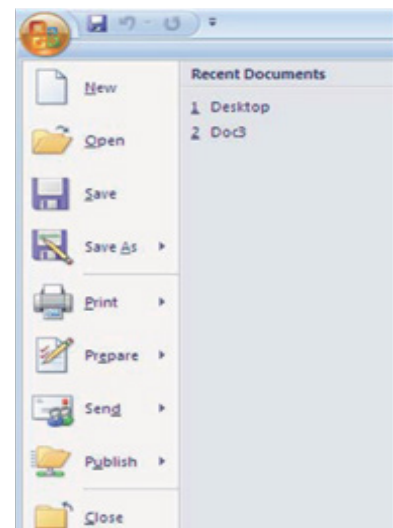 New
Open
Save
Save As
Print
Prepare
Send
Publish
Close
Recent Documents
1 Desktop
2 Doc3